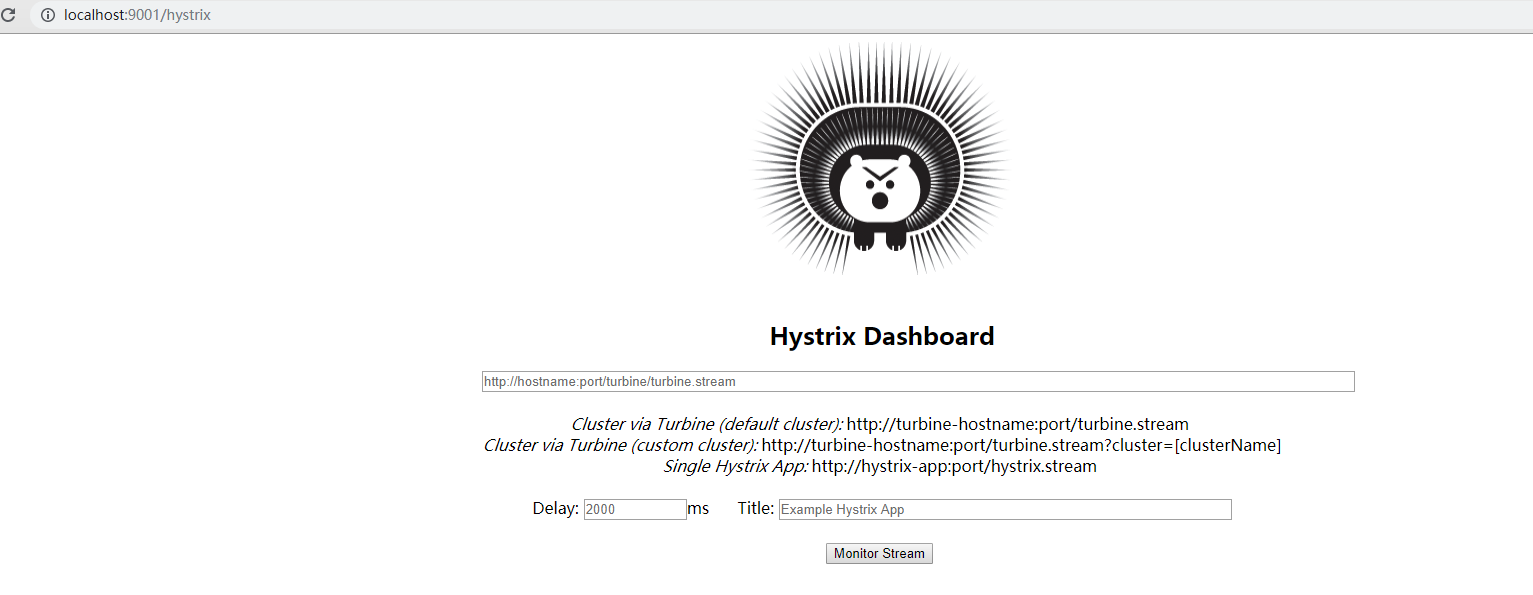 localhost:9001/hystrix
Hystrix Dashboard
http://hostname:port/turbine/turbine.stream
Cluster via Turbine (default cluster): http://turbine-hostname:port/turbine.stream
Cluster via Turbine (custom cluster): http://turbine-hostname:port/turbine.stream?cluster=[clusterName]
Single Hystrix App: http://hystrix-app:port/hystrix.stream
Delay: 2000 ms Title: Example Hystrix App
Monitor Stream